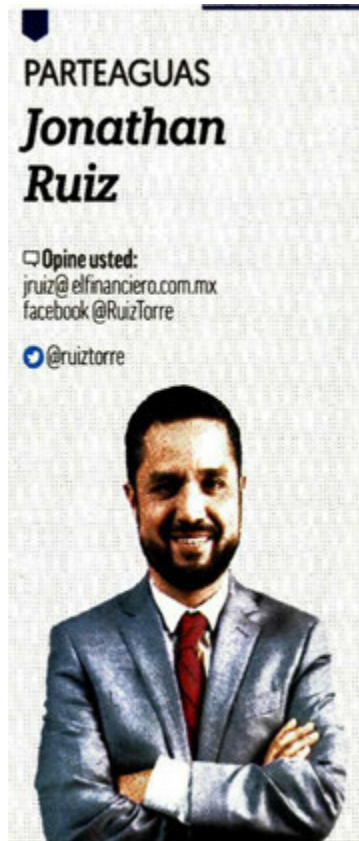 PARTEAGUAS
Jonathan
Ruiz
Opine usted:
jruiz@elfinanciero.com.mx
facebook @RuizTorre
@ruiztorre